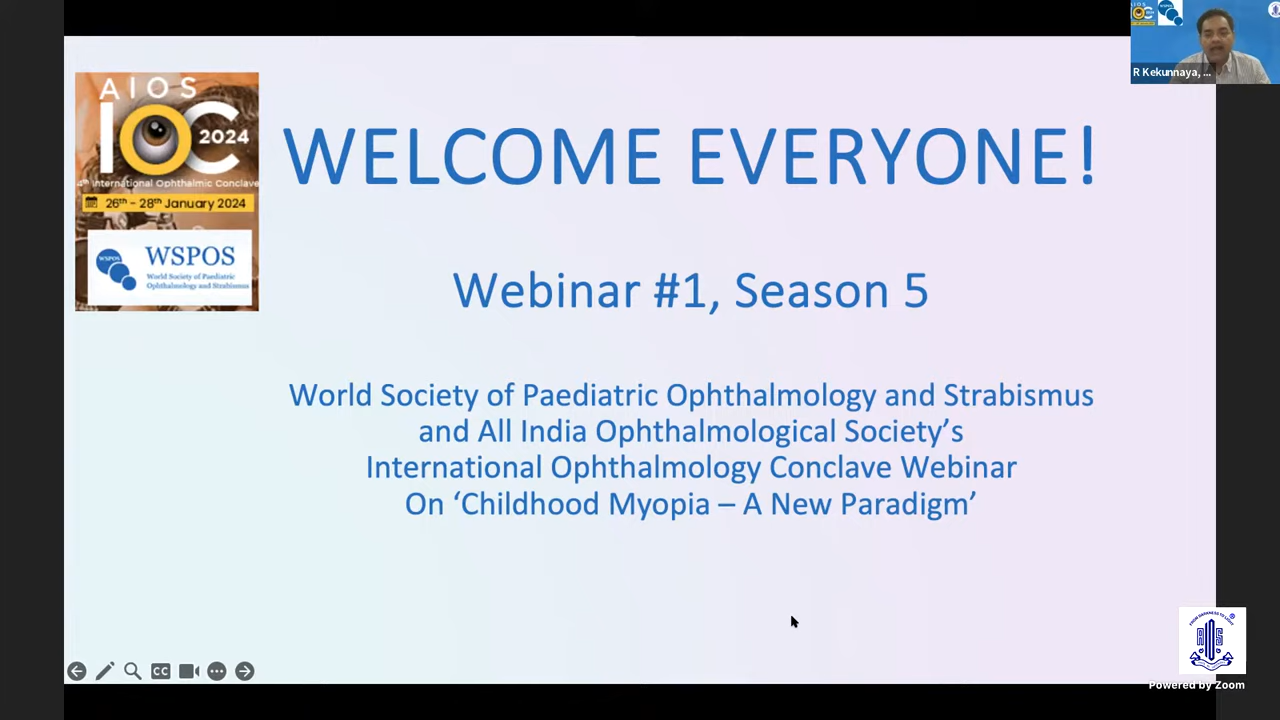 AIOS
IOC
2024
International Ophthalmic Conclave
26th – 28th January 2024
WSPOS
WSPOS
World Society of Paediatric
Ophthalmology and Strabismus
WELCOME EVERYONE!
Webinar #1, Season 5
World Society of Paediatric Ophthalmology and Strabismus
and All India Ophthalmological Society’s
International Ophthalmology Conclave Webinar
On ‘Childhood Myopia – A New Paradigm’
R Kekunnaya, ...
CC
Powered by Zoom